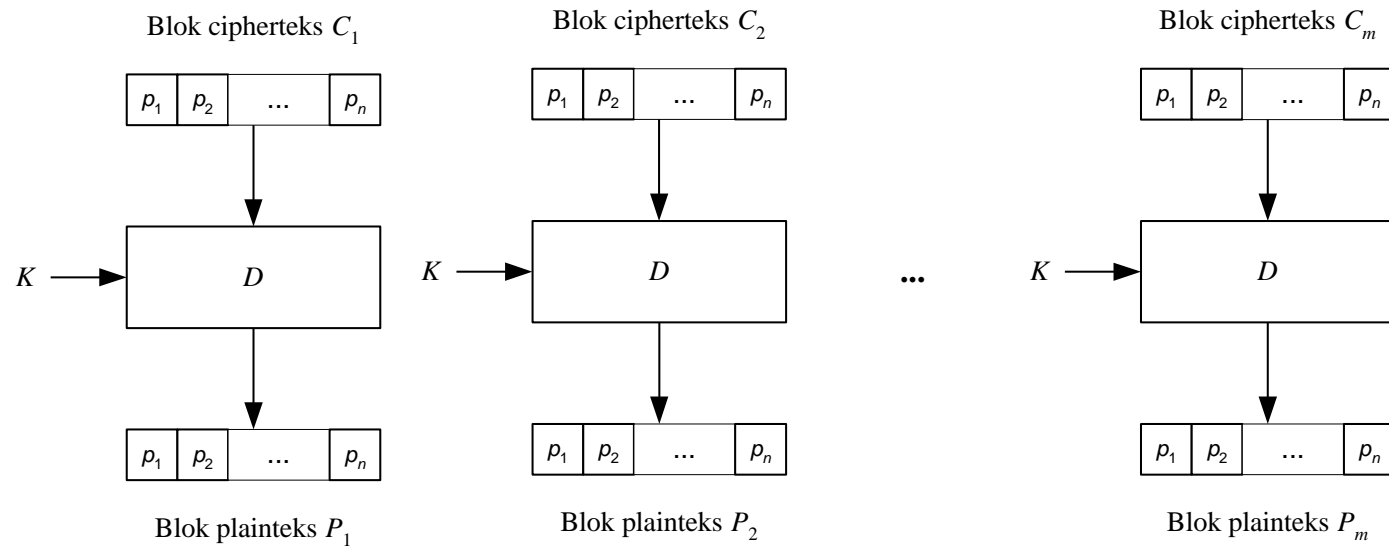 Blok cipherteks C₁ Blok cipherteks C₂ Blok cipherteks Cₘ
p₁ p₂ ... pₙ p₁ p₂ ... pₙ p₁ p₂ ... pₙ
K D K D ... K D
p₁ p₂ ... pₙ p₁ p₂ ... pₙ p₁ p₂ ... pₙ
Blok plainteks P₁ Blok plainteks P₂ Blok plainteks Pₘ